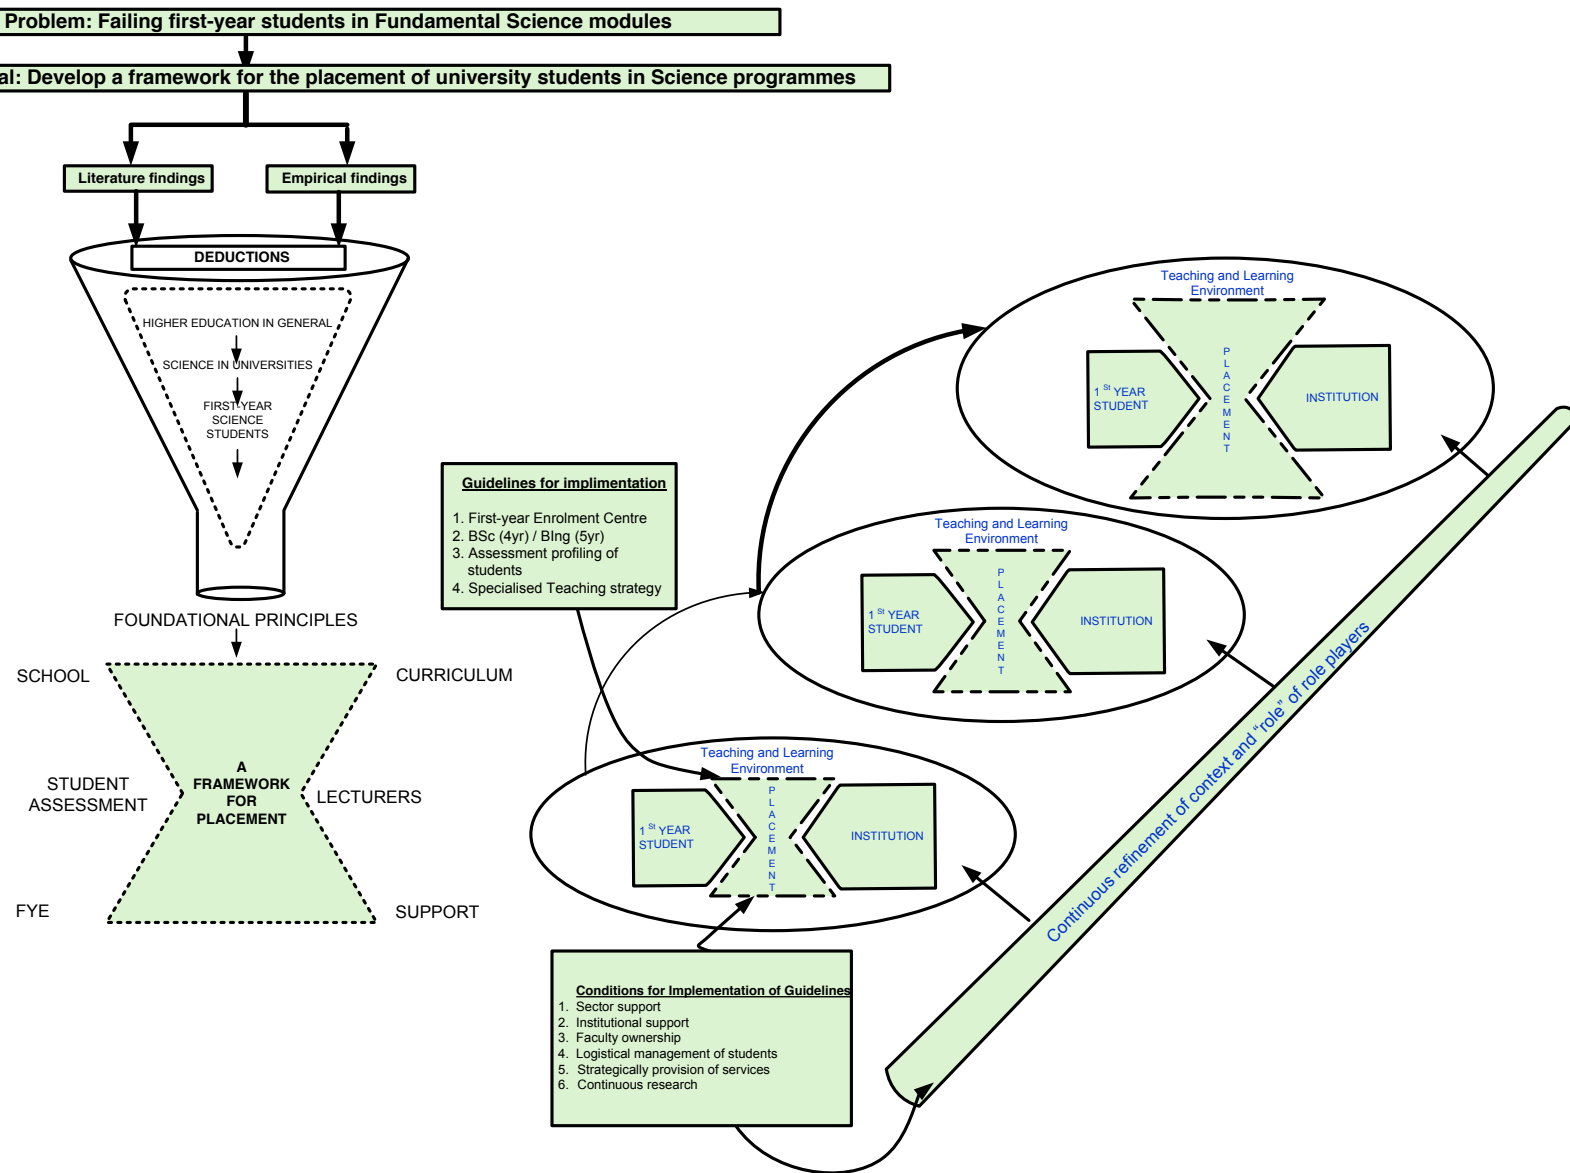 Problem: Failing first-year students in Fundamental Science modules
al: Develop a framework for the placement of university students in Science programmes
Literature findings
Empirical findings
DEDUCTIONS
HIGHER EDUCATION IN GENERAL
SCIENCE IN UNIVERSITIES
FIRST-YEAR
SCIENCE
STUDENTS
FOUNDATIONAL PRINCIPLES
SCHOOL
CURRICULUM
STUDENT
ASSESSMENT
A
FRAMEWORK
FOR
PLACEMENT
LECTURERS
FYE
SUPPORT
Guidelines for implimentation
1. First-year Enrolment Centre
2. BSc (4yr) / BIng (5yr)
3. Assessment profiling of
students
4. Specialised Teaching strategy
Teaching and Learning
Environment
1 St YEAR
STUDENT
PLACEMENT
INSTITUTION
Teaching and Learning
Environment
1 St YEAR
STUDENT
PLACEMENT
INSTITUTION
Teaching and Learning
Environment
1 St YEAR
STUDENT
PLACEMENT
INSTITUTION
Conditions for Implementation of Guidelines
1. Sector support
2. Institutional support
3. Faculty ownership
4. Logistical management of students
5. Strategically provision of services
6. Continuous research
Continuous refinement of context and "role" of role players